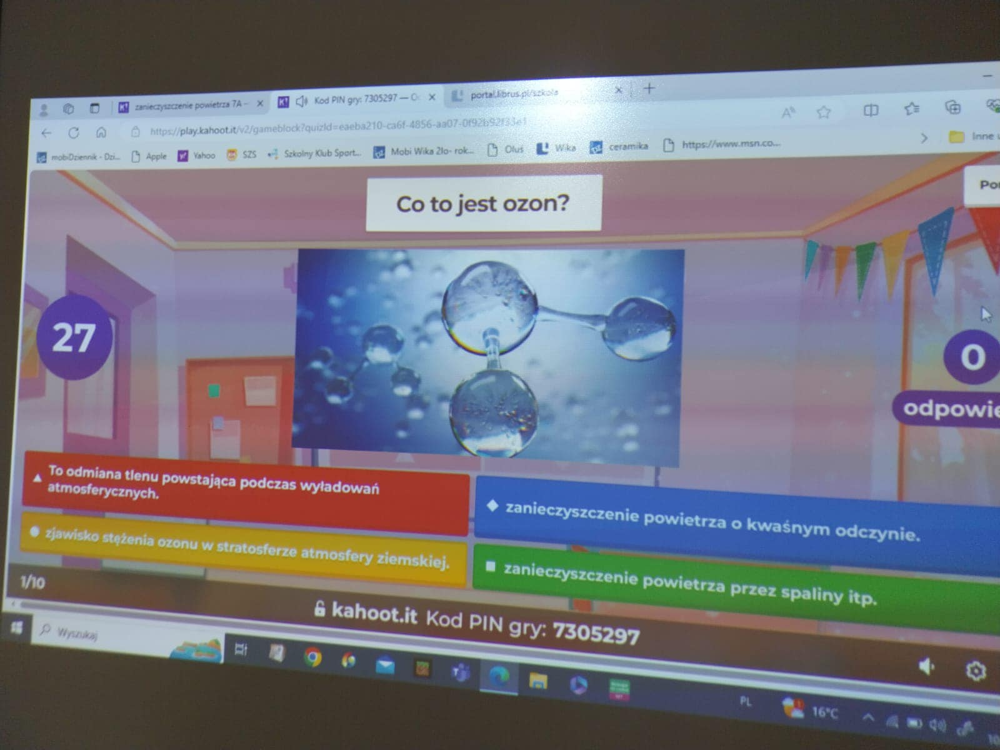 zanieczyszczenie powietrza 7A –
Kod PIN gry: 7305297 — O
portal.librus.pl/szkola
https://play.kahoot.it/v2/gameblock?quizId=eaeba210-ca6f-4856-aa07-0f92b92f33e1
mobiDziennik - Dzi...
Apple
Yahoo
SZS
Szkolny Klub Sport...
Mobi Wika 2lo- rok...
Oluś
Wika
ceramika
https://www.msn.co...
Inne u
Co to jest ozon?
27
0
odpowie
To odmiana tlenu powstająca podczas wyładowań
atmosferycznych.
zanieczyszczenie powietrza o kwaśnym odczynie.
zjawisko stężenia ozonu w stratosferze atmosfery ziemskiej.
zanieczyszczenie powietrza przez spaliny itp.
1/10
kahoot.it Kod PIN gry: 7305297
Wyszukaj
PL
16°C